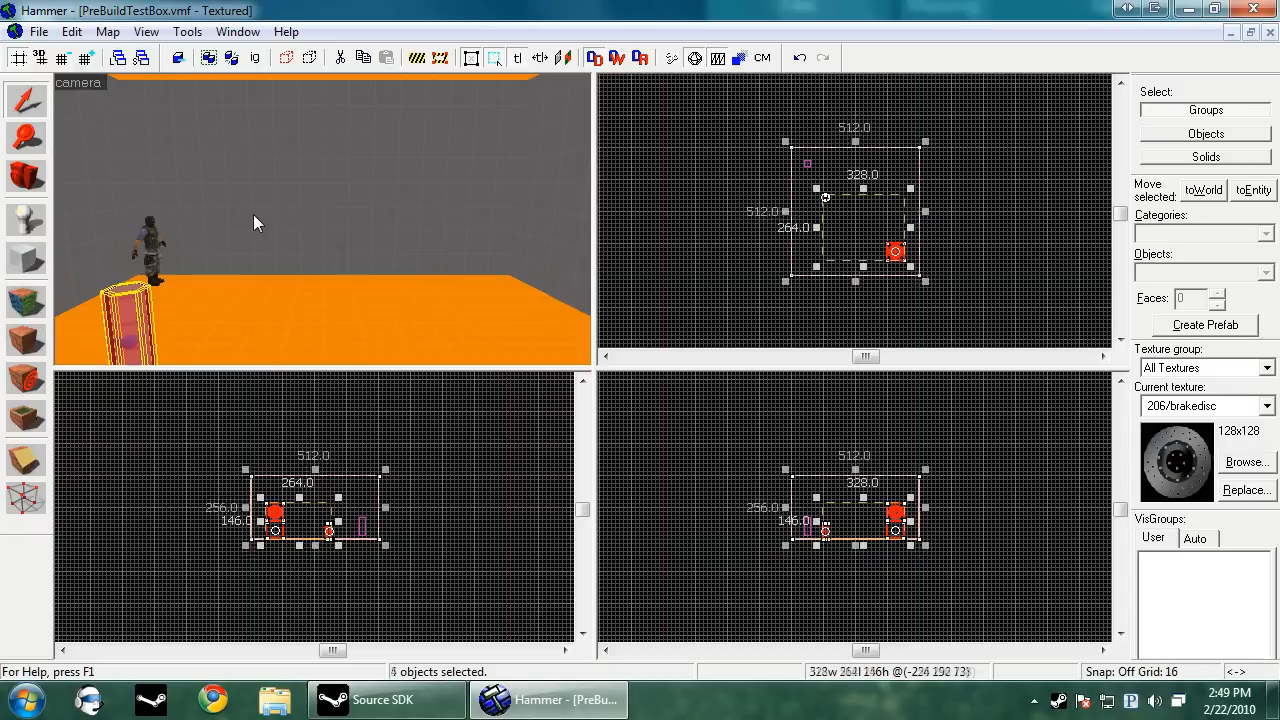 Hammer - [PreBuildTestBox.vmf - Textured]
File Edit Map View Tools Window Help
3D ig tl CM
camera
512.0
328.0
512.0
264.0
512.0
264.0
256.0
146.0
512.0
328.0
146.0
Select:
Groups
Objects
Solids
Move selected: toWorld toEntity
Categories:
Objects:
Faces: 0
Create Prefab
Texture group:
All Textures
Current texture:
206/brakedisc
128x128
Browse...
Replace...
VisGroups:
User Auto
For Help, press F1
objects selected.
Snap: Off Grid: 16
<->
Source SDK
Hammer - [PreBu...
2:49 PM
2/22/2010